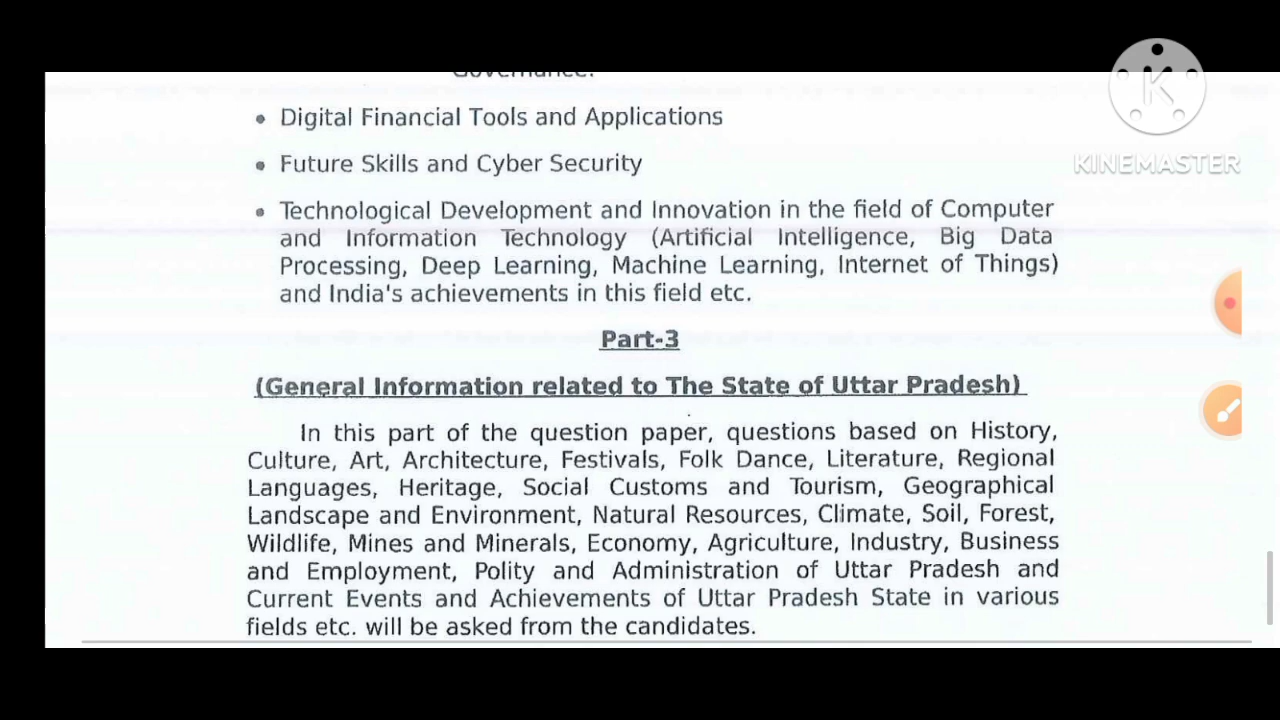 Governance.
• Digital Financial Tools and Applications
• Future Skills and Cyber Security
• Technological Development and Innovation in the field of Computer
and Information Technology (Artificial Intelligence, Big Data
Processing, Deep Learning, Machine Learning, Internet of Things)
and India's achievements in this field etc.
Part-3
(General Information related to The State of Uttar Pradesh)
In this part of the question paper, questions based on History,
Culture, Art, Architecture, Festivals, Folk Dance, Literature, Regional
Languages, Heritage, Social Customs and Tourism, Geographical
Landscape and Environment, Natural Resources, Climate, Soil, Forest,
Wildlife, Mines and Minerals, Economy, Agriculture, Industry, Business
and Employment, Polity and Administration of Uttar Pradesh and
Current Events and Achievements of Uttar Pradesh State in various
fields etc. will be asked from the candidates.
K
KINEMASTER